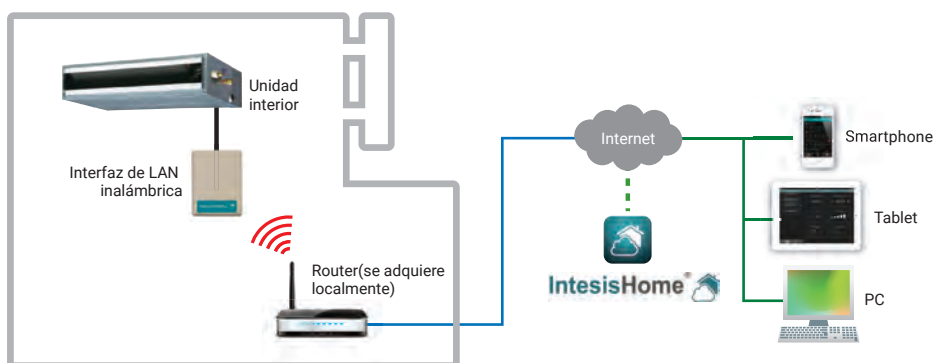 Unidad
interior
Interfaz de LAN
inalámbrica
Router(se adquiere
localmente)
Internet
IntesisHome®
Smartphone
Tablet
PC